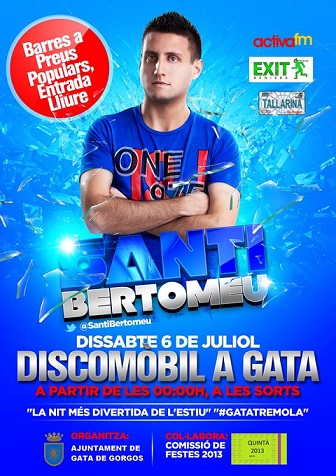 Barres a
Preus
Populars,
Entrada
Lliure
activafm
EXIT
TALLARINA
ONE
SANTI
BERTOMEU
@SantiBertomeu
DISSABTE 6 DE JULIOL
DISCOMÒBIL A GATA
A PARTIR DE LES 00:00H, A LES SORTS
"LA NIT MÉS DIVERTIDA DE L'ESTIU" "#GATATREMOLA"
ORGANITZA:
AJUNTAMENT
DE GATA DE GORGOS
COL·LABORA:
COMISSIÓ DE
FESTES 2013
QUINTÀ
2013